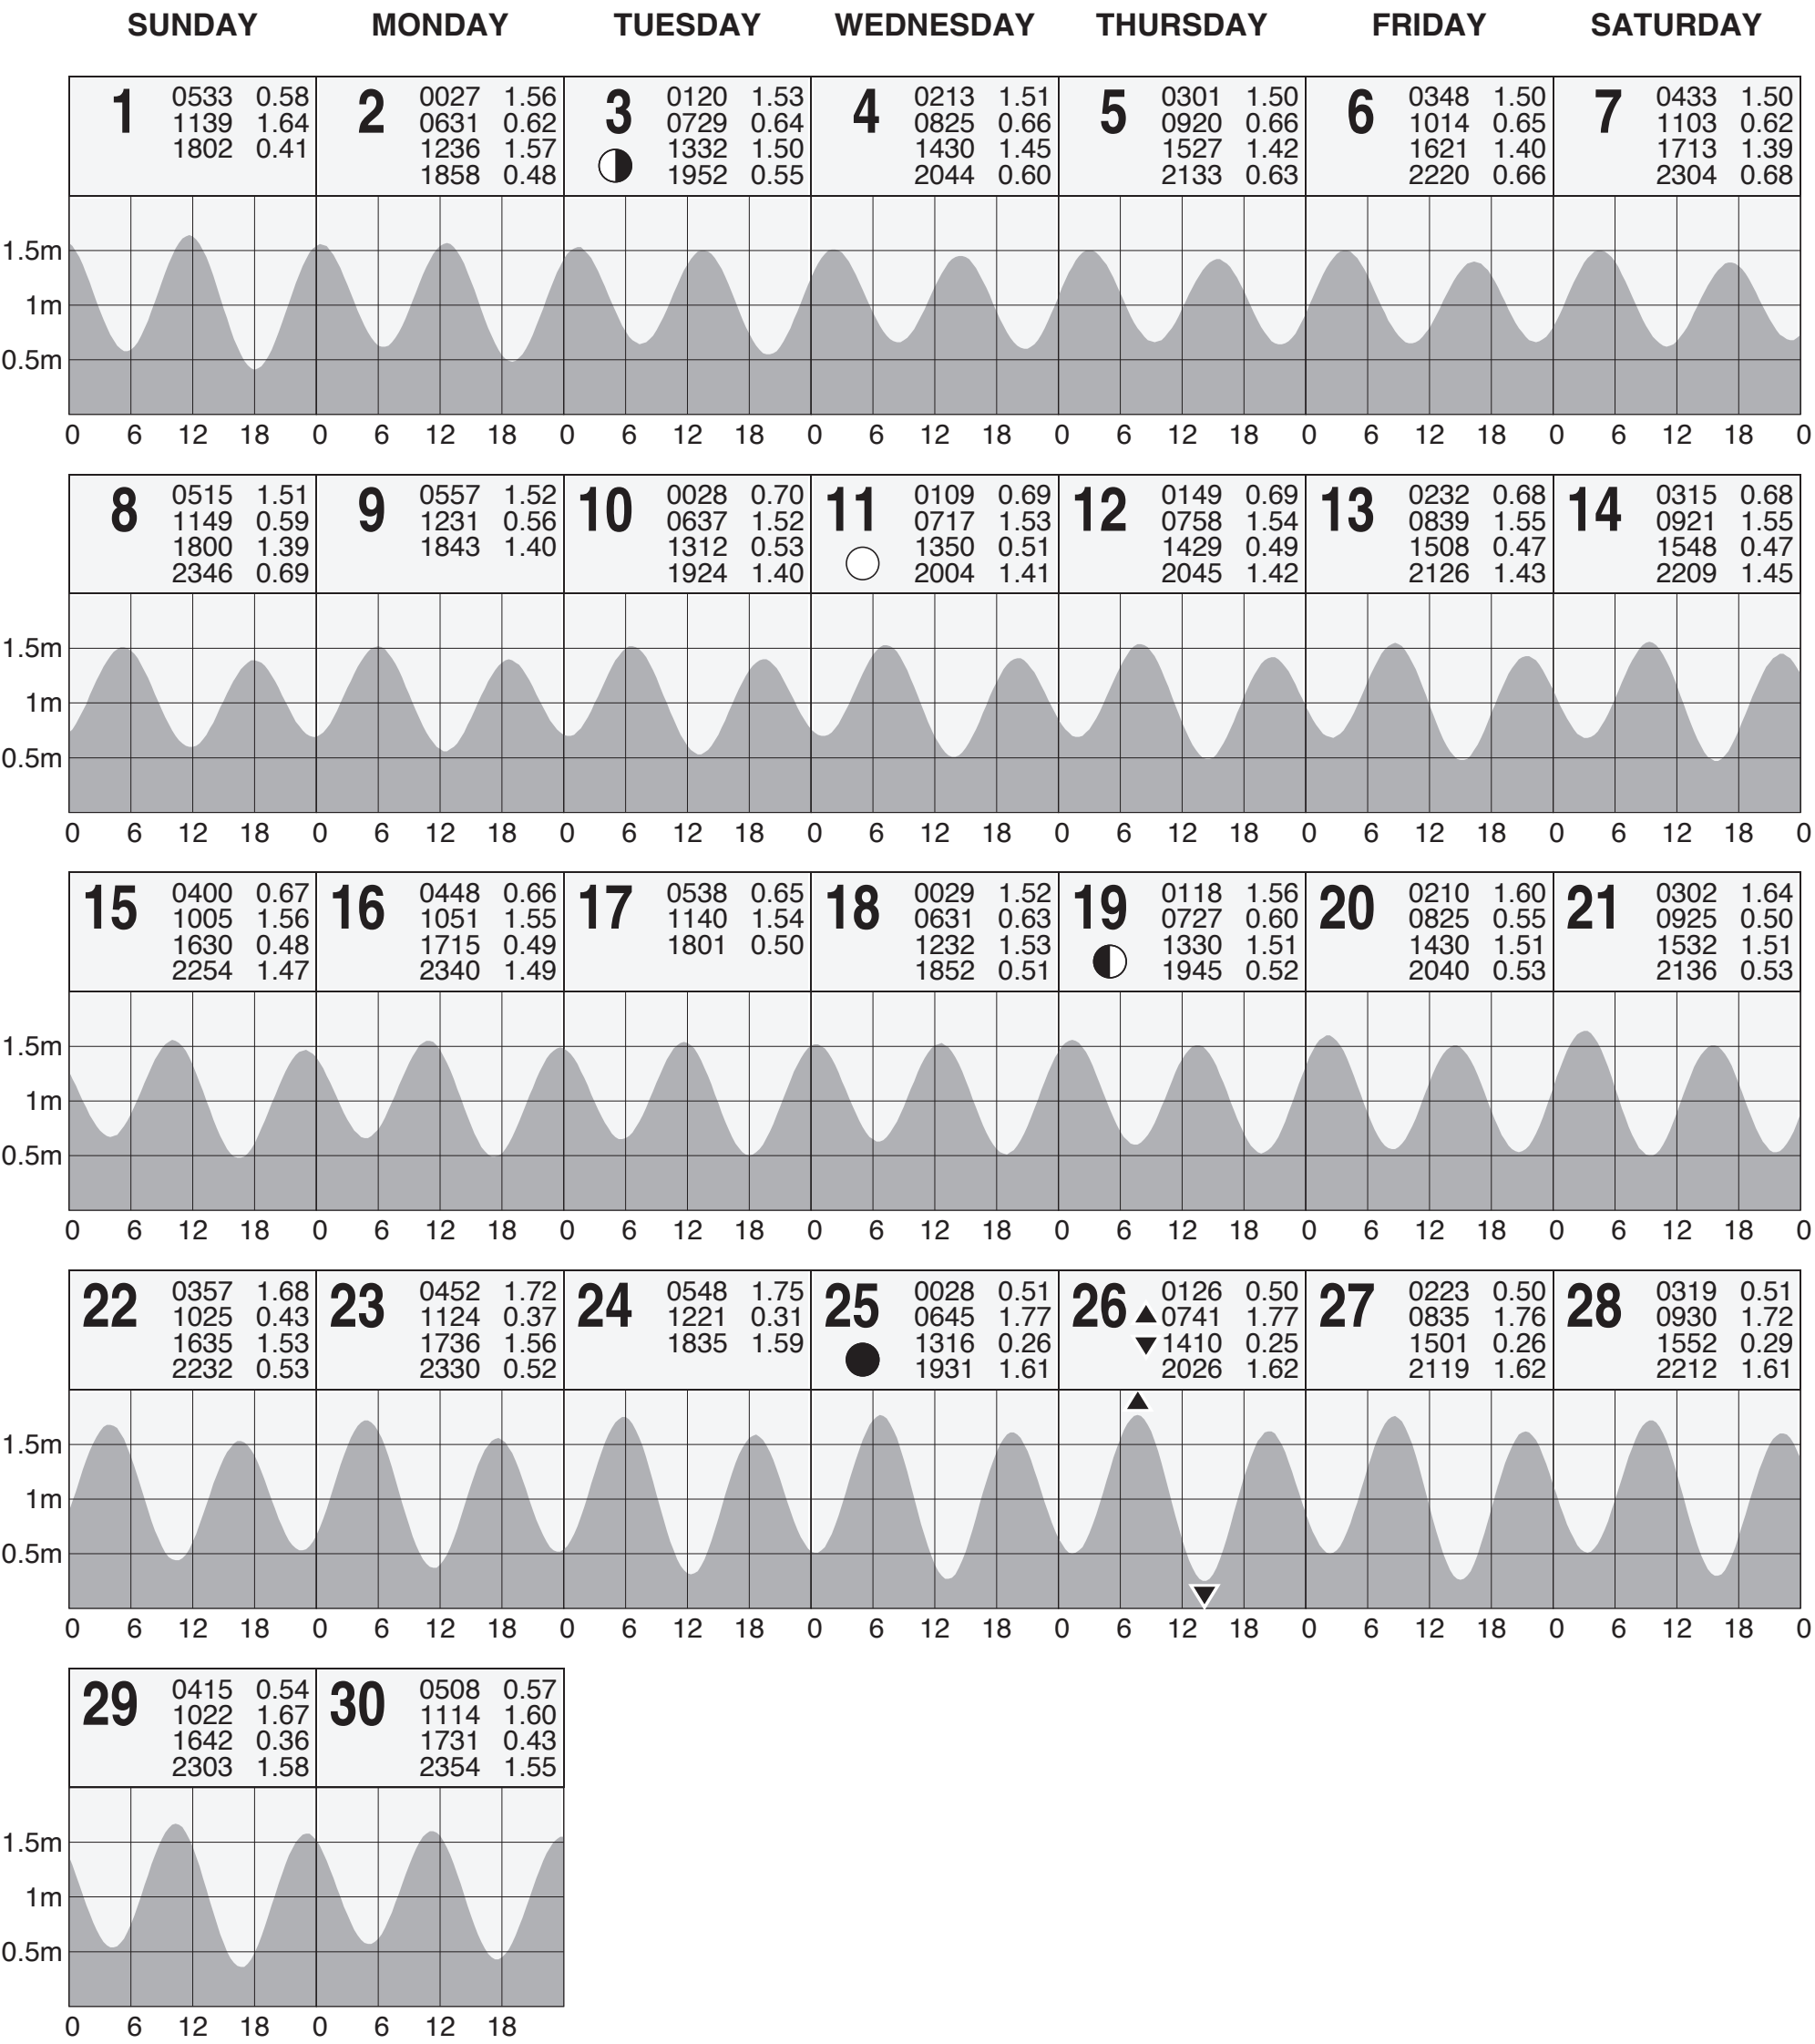 SUNDAY MONDAY TUESDAY WEDNESDAY THURSDAY FRIDAY SATURDAY
1 0533 0.58
1139 1.64
1802 0.41
2 0027 1.56
0631 0.62
1236 1.57
1858 0.48
3 0120 1.53
0729 0.64
1332 1.50
1952 0.55
4 0213 1.51
0825 0.66
1430 1.45
2044 0.60
5 0301 1.50
0920 0.66
1527 1.42
2133 0.63
6 0348 1.50
1014 0.65
1621 1.40
2220 0.66
7 0433 1.50
1103 0.62
1713 1.39
2304 0.68
1.5m
1m
0.5m
0 6 12 18 0 6 12 18 0 6 12 18 0 6 12 18 0 6 12 18 0 6 12 18 0 6 12 18 0
8 0515 1.51
1149 0.59
1800 1.39
2346 0.69
9 0557 1.52
1231 0.56
1843 1.40
10 0028 0.70
0637 1.52
1312 0.53
1924 1.40
11 0109 0.69
0717 1.53
1350 0.51
2004 1.41
12 0149 0.69
0758 1.54
1429 0.49
2045 1.42
13 0232 0.68
0839 1.55
1508 0.47
2126 1.43
14 0315 0.68
0921 1.55
1548 0.47
2209 1.45
1.5m
1m
0.5m
0 6 12 18 0 6 12 18 0 6 12 18 0 6 12 18 0 6 12 18 0 6 12 18 0 6 12 18 0
15 0400 0.67
1005 1.56
1630 0.48
2254 1.47
16 0448 0.66
1051 1.55
1715 0.49
2340 1.49
17 0538 0.65
1140 1.54
1801 0.50
18 0029 1.52
0631 0.63
1232 1.53
1852 0.51
19 0118 1.56
0727 0.60
1330 1.51
1945 0.52
20 0210 1.60
0825 0.55
1430 1.51
2040 0.53
21 0302 1.64
0925 0.50
1532 1.51
2136 0.53
1.5m
1m
0.5m
0 6 12 18 0 6 12 18 0 6 12 18 0 6 12 18 0 6 12 18 0 6 12 18 0 6 12 18 0
22 0357 1.68
1025 0.43
1635 1.53
2232 0.53
23 0452 1.72
1124 0.37
1736 1.56
2330 0.52
24 0548 1.75
1221 0.31
1835 1.59
25 0028 0.51
0645 1.77
1316 0.26
1931 1.61
26 0126 0.50
0741 1.77
1410 0.25
2026 1.62
27 0223 0.50
0835 1.76
1501 0.26
2119 1.62
28 0319 0.51
0930 1.72
1552 0.29
2212 1.61
1.5m
1m
0.5m
0 6 12 18 0 6 12 18 0 6 12 18 0 6 12 18 0 6 12 18 0 6 12 18 0 6 12 18 0
29 0415 0.54
1022 1.67
1642 0.36
2303 1.58
30 0508 0.57
1114 1.60
1731 0.43
2354 1.55
1.5m
1m
0.5m
0 6 12 18 0 6 12 18